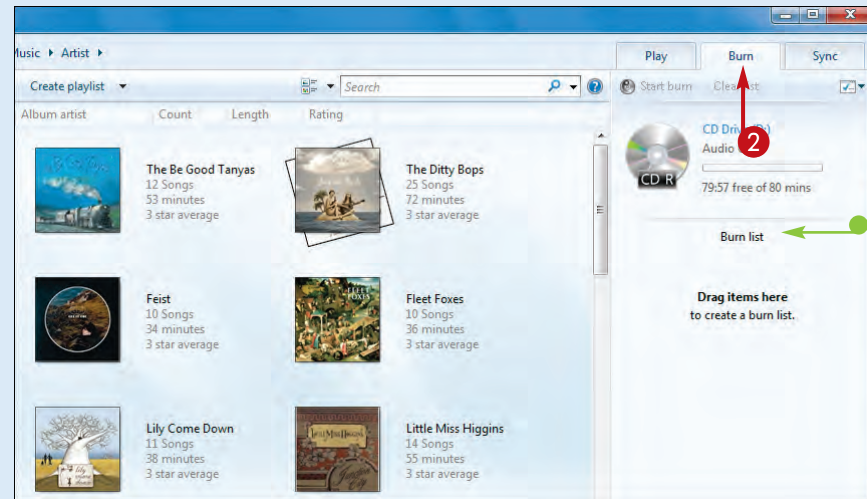 Music ▸ Artist ▸
Play Burn Sync
Create playlist
Search
Start burn Clear list
Album artist Count Length Rating
The Be Good Tanyas
12 Songs
53 minutes
3 star average
The Ditty Bops
25 Songs
72 minutes
3 star average
CD Drive (D:)
Audio
2
CD R
79:57 free of 80 mins
Burn list
Feist
10 Songs
34 minutes
3 star average
Fleet Foxes
10 Songs
36 minutes
3 star average
Drag items here
to create a burn list.
Lily Come Down
11 Songs
38 minutes
3 star average
Little Miss Higgins
14 Songs
55 minutes
3 star average